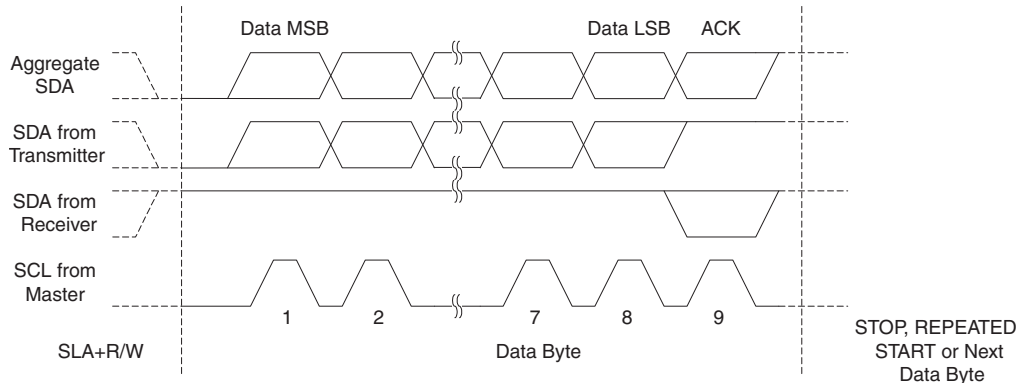 Data MSB
Data LSB
ACK
Aggregate
SDA
SDA from
Transmitter
SDA from
Receiver
SCL from
Master
1
2
7
8
9
SLA+R/W
Data Byte
STOP, REPEATED
START or Next
Data Byte